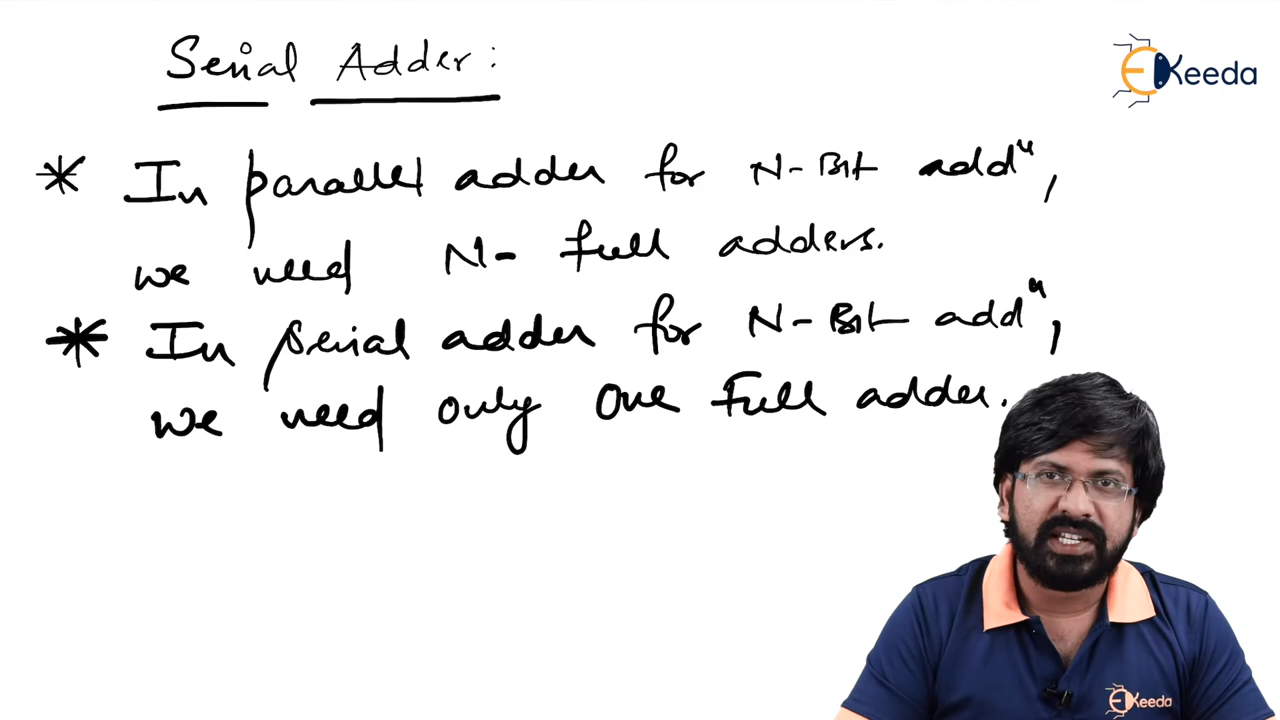 Serial Adder:
EKeeda
* In parallel adder for N-Bit addⁿ,
we need N- full adders.
* In serial adder for N-Bit addⁿ,
we need only one Full adder.
EKeeda